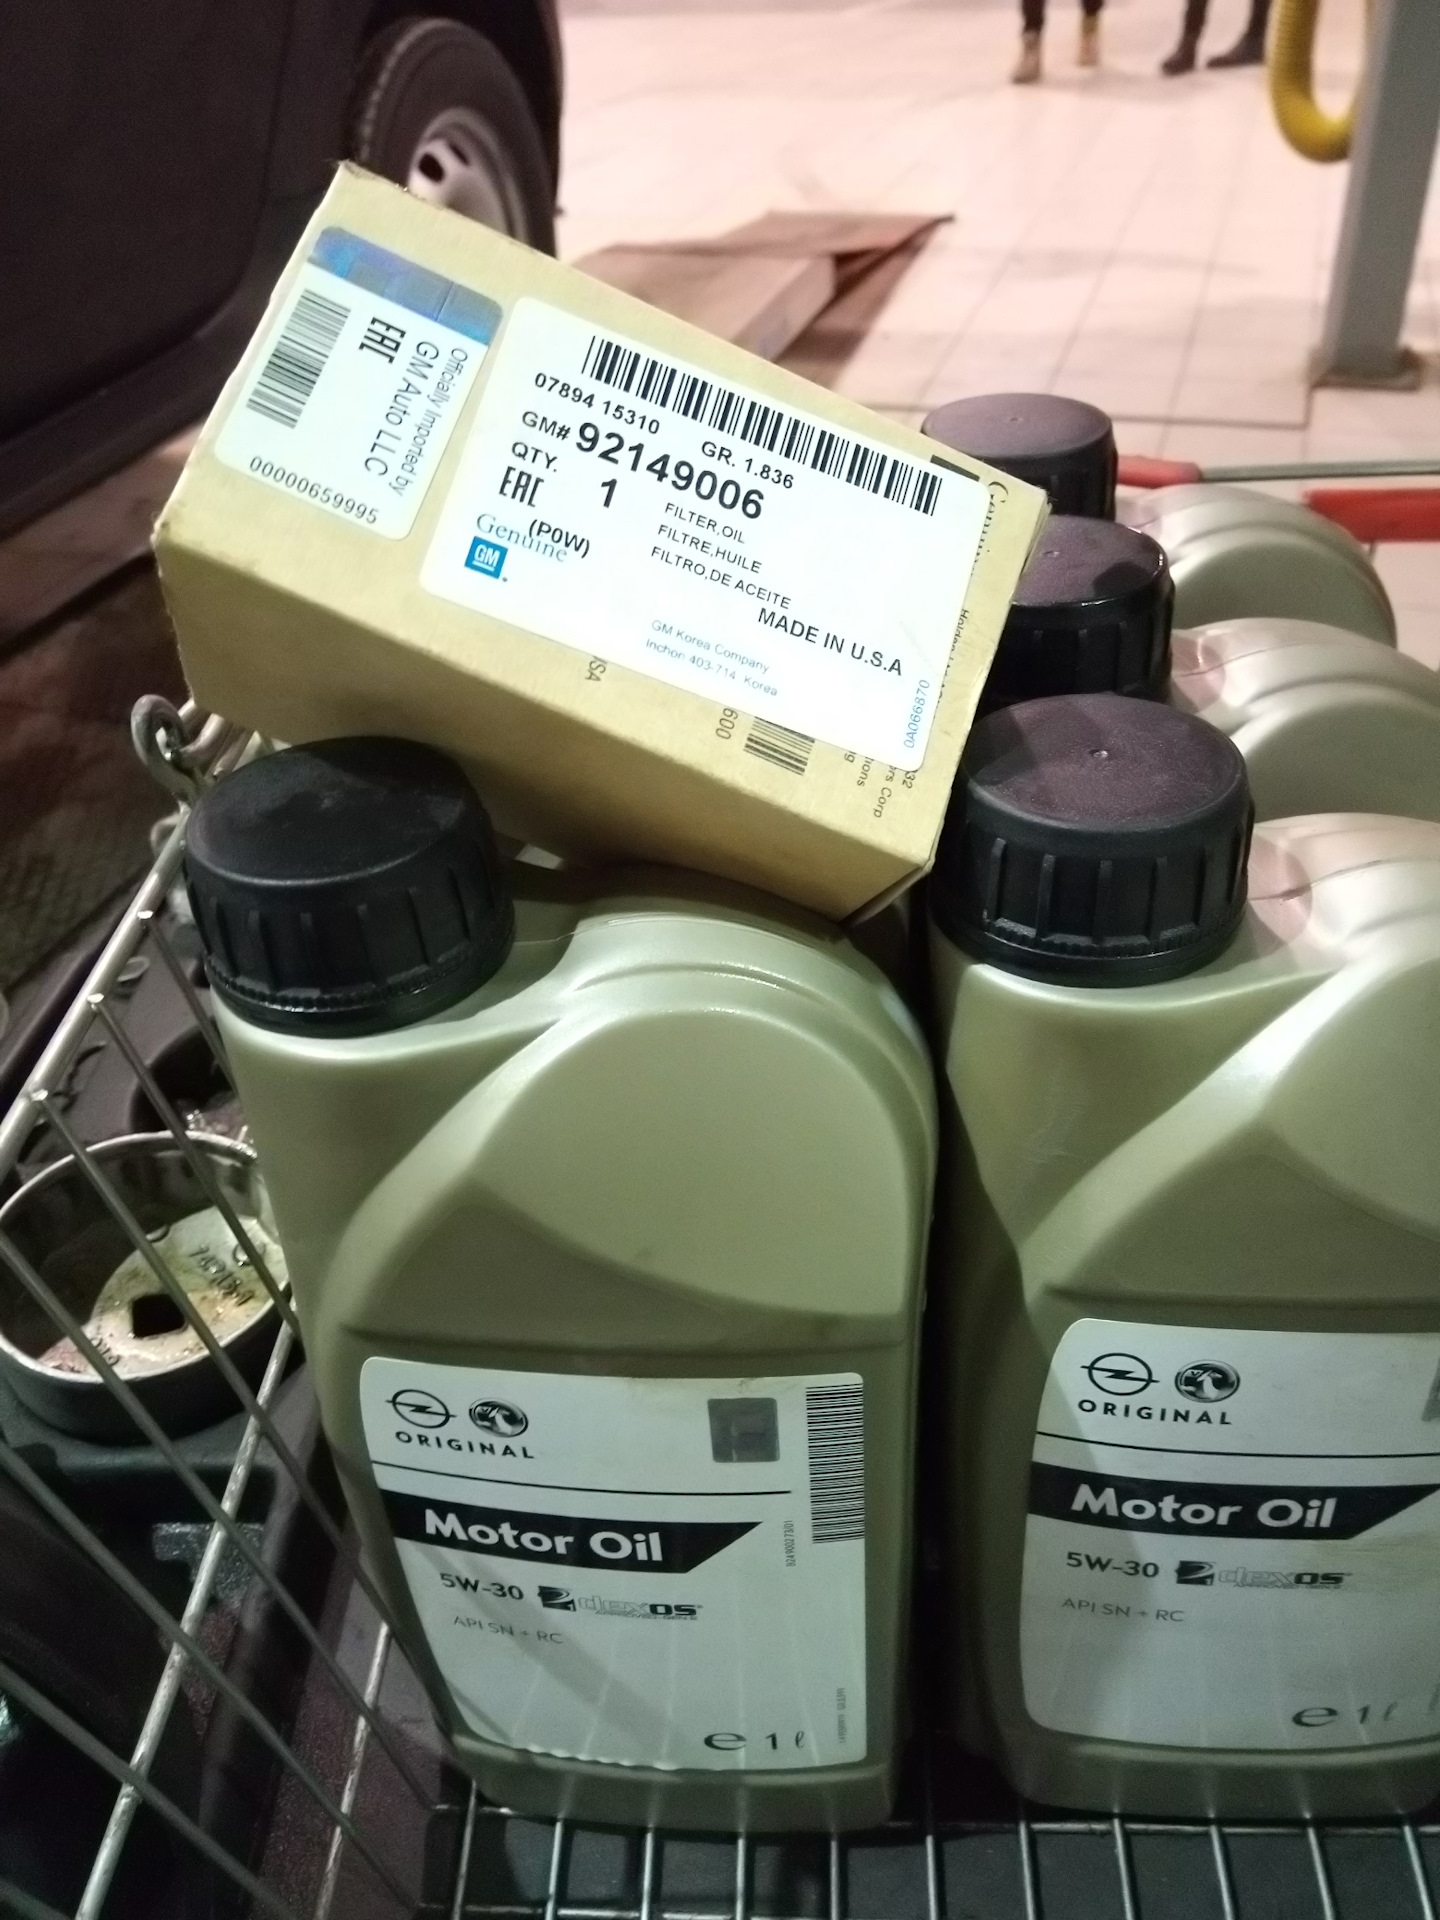 Officially Imported by
GM Auto LLC
EAC
00000659995
07894 15310
GR. 1.836
GM# 92149006
QTY. 1
EAC
(P0W)
Genuine
GM
FILTER,OIL
FILTRE,HUILE
FILTRO,DE ACEITE
MADE IN U.S.A
GM Korea Company
Inchon 403-714, Korea
0A066870
600
ORIGINAL
Motor Oil
5W-30 dexos
API SN + RC
e 1 ℓ
ORIGINAL
Motor Oil
5W-30 dexos
API SN + RC
e 1 ℓ